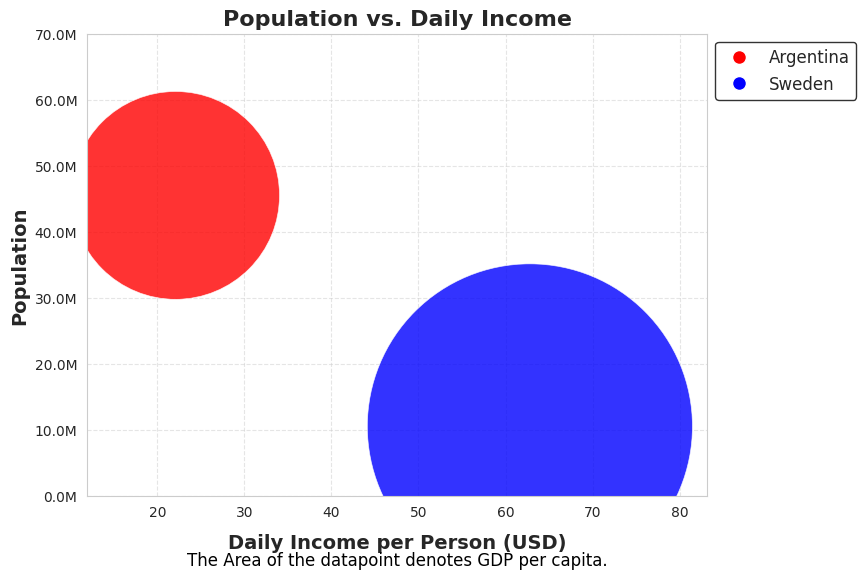 Population vs. Daily Income
70.0M
60.0M
50.0M
40.0M
30.0M
20.0M
10.0M
0.0M
Population
20 30 40 50 60 70 80
Daily Income per Person (USD)
The Area of the datapoint denotes GDP per capita.
Argentina
Sweden